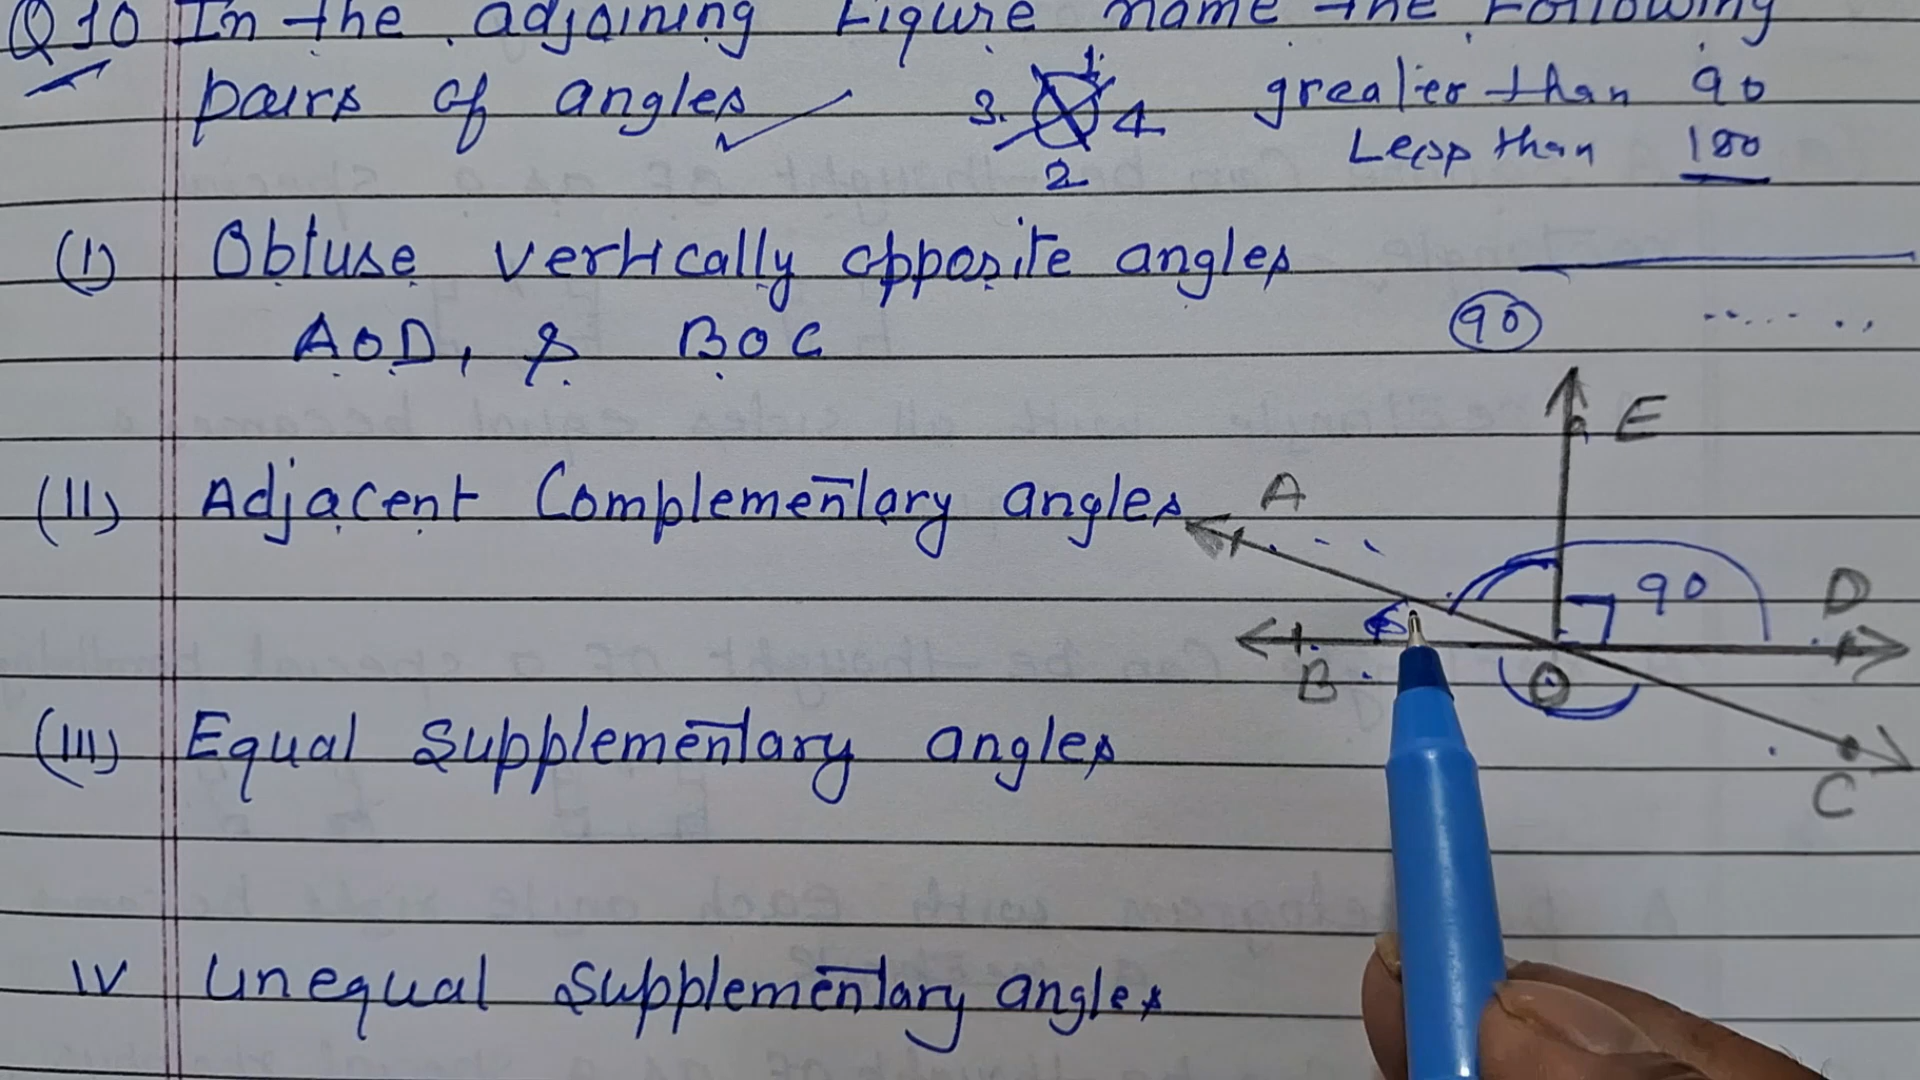 Q10 In the adjoining Figure name the Following
pairs of angles
1
3
4
2
greater than 90
Less than 180
(I) Obtuse vertically opposite angles
AOD, & BOC
90
E
(II) Adjacent Complementary angles
A
90
D
B
O
(III) Equal Supplementary angles
C
IV Unequal Supplementary angles